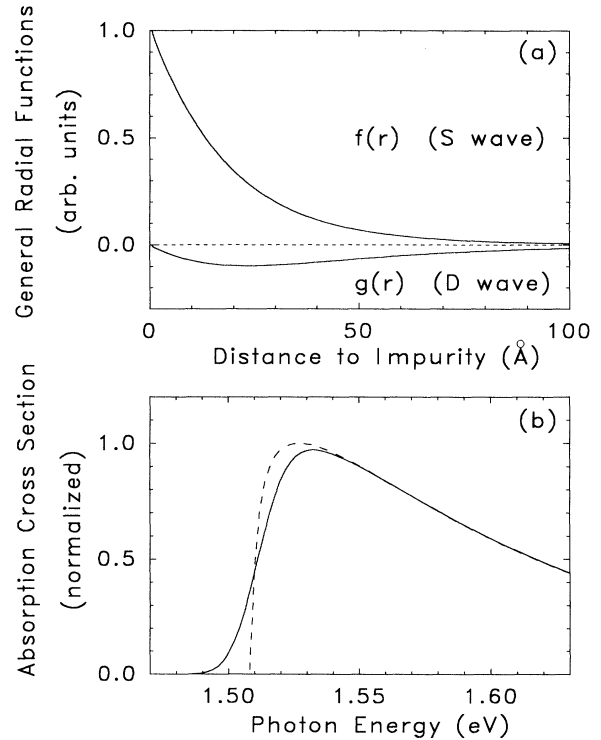 General Radial Functions
(arb. units)
1.0
0.5
0.0
(a)
f(r) (S wave)
g(r) (D wave)
0
50
100
Distance to Impurity (Å)
Absorption Cross Section
(normalized)
1.0
0.5
0.0
(b)
1.50
1.55
1.60
Photon Energy (eV)